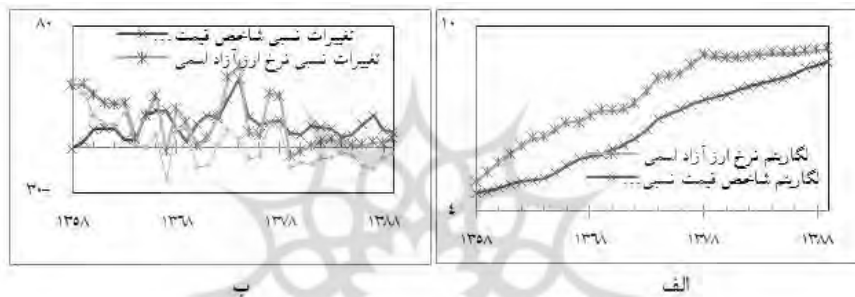 ۱۰
لگاریتم نرخ ارز آزاد اسمی
لگاریتم شاخص قیمت نسبی...
۴
۱۳۵۸ ۱۳۶۸ ۱۳۷۸ ۱۳۸۸
الف
۸۰
تغییرات نسبی شاخص قیمت ...
تغییرات نسبی نرخ ارز آزاد اسمی
۳۰-
۱۳۵۸ ۱۳۶۸ ۱۳۷۸ ۱۳۸۸
ب